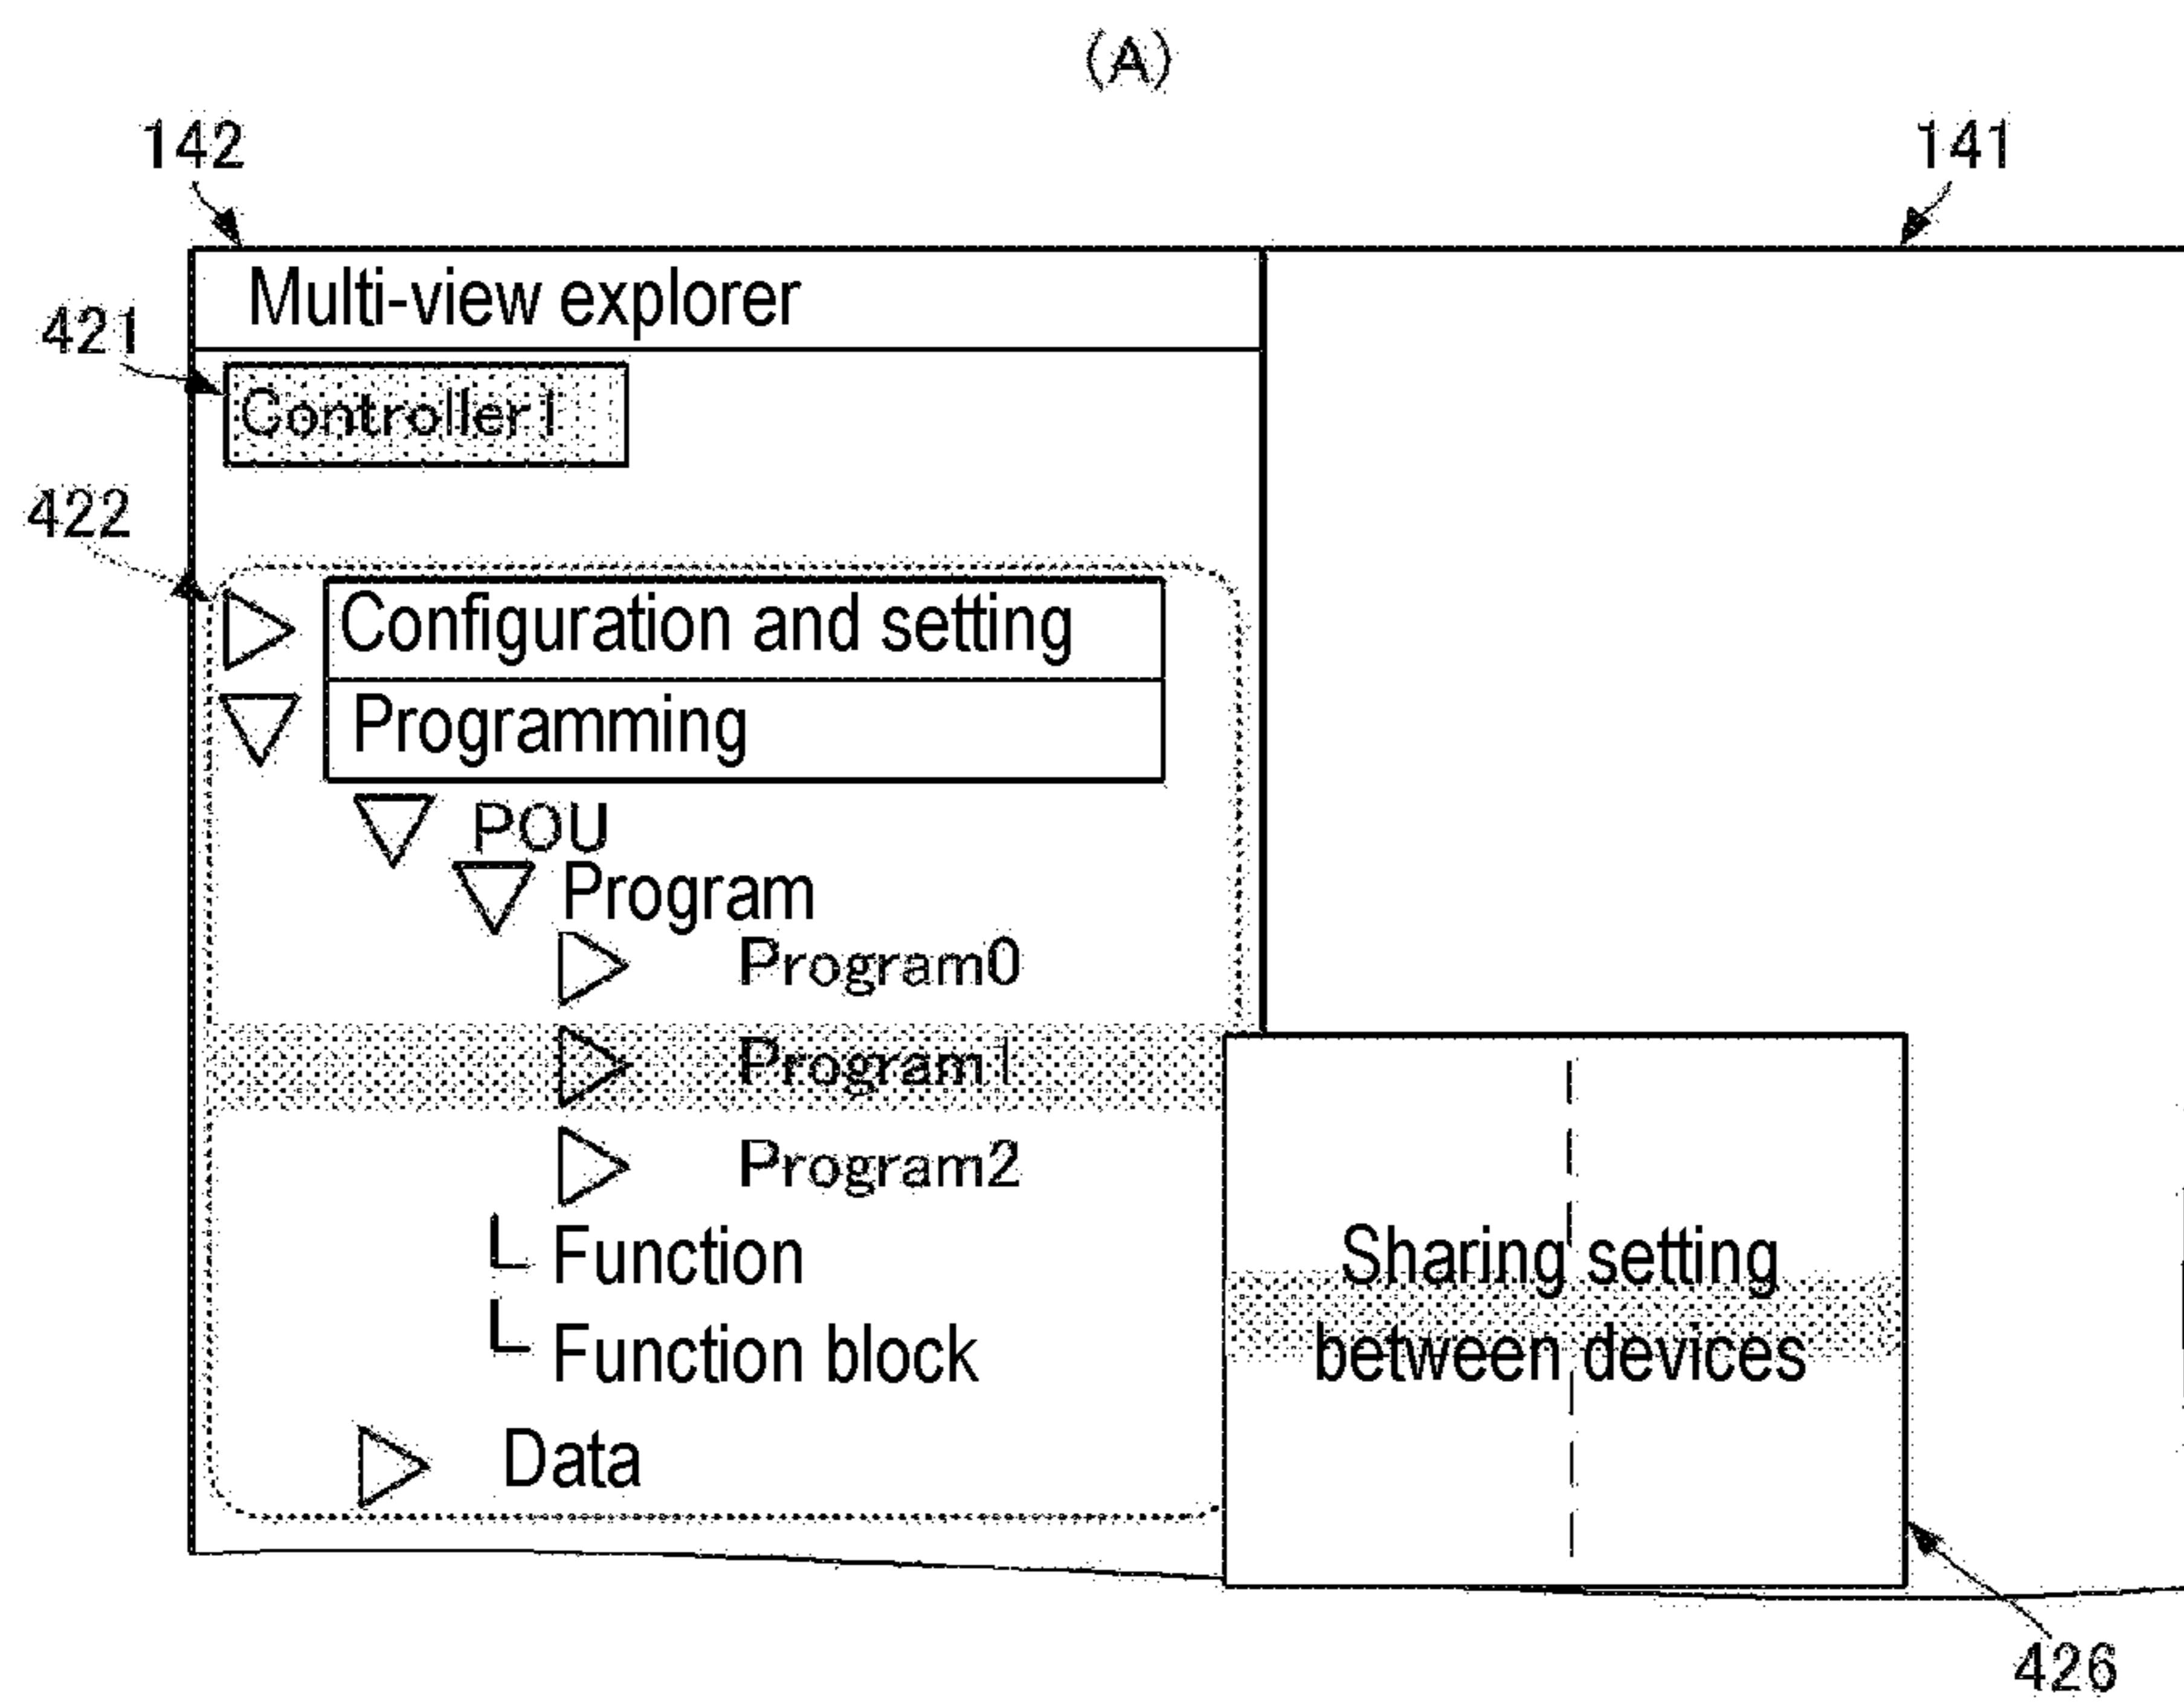 (A)
142
141
Multi-view explorer
421
Controller1
422
Configuration and setting
Programming
POU
Program
Program0
Program1
Program2
Function
Function block
Data
Sharing setting
between devices
426